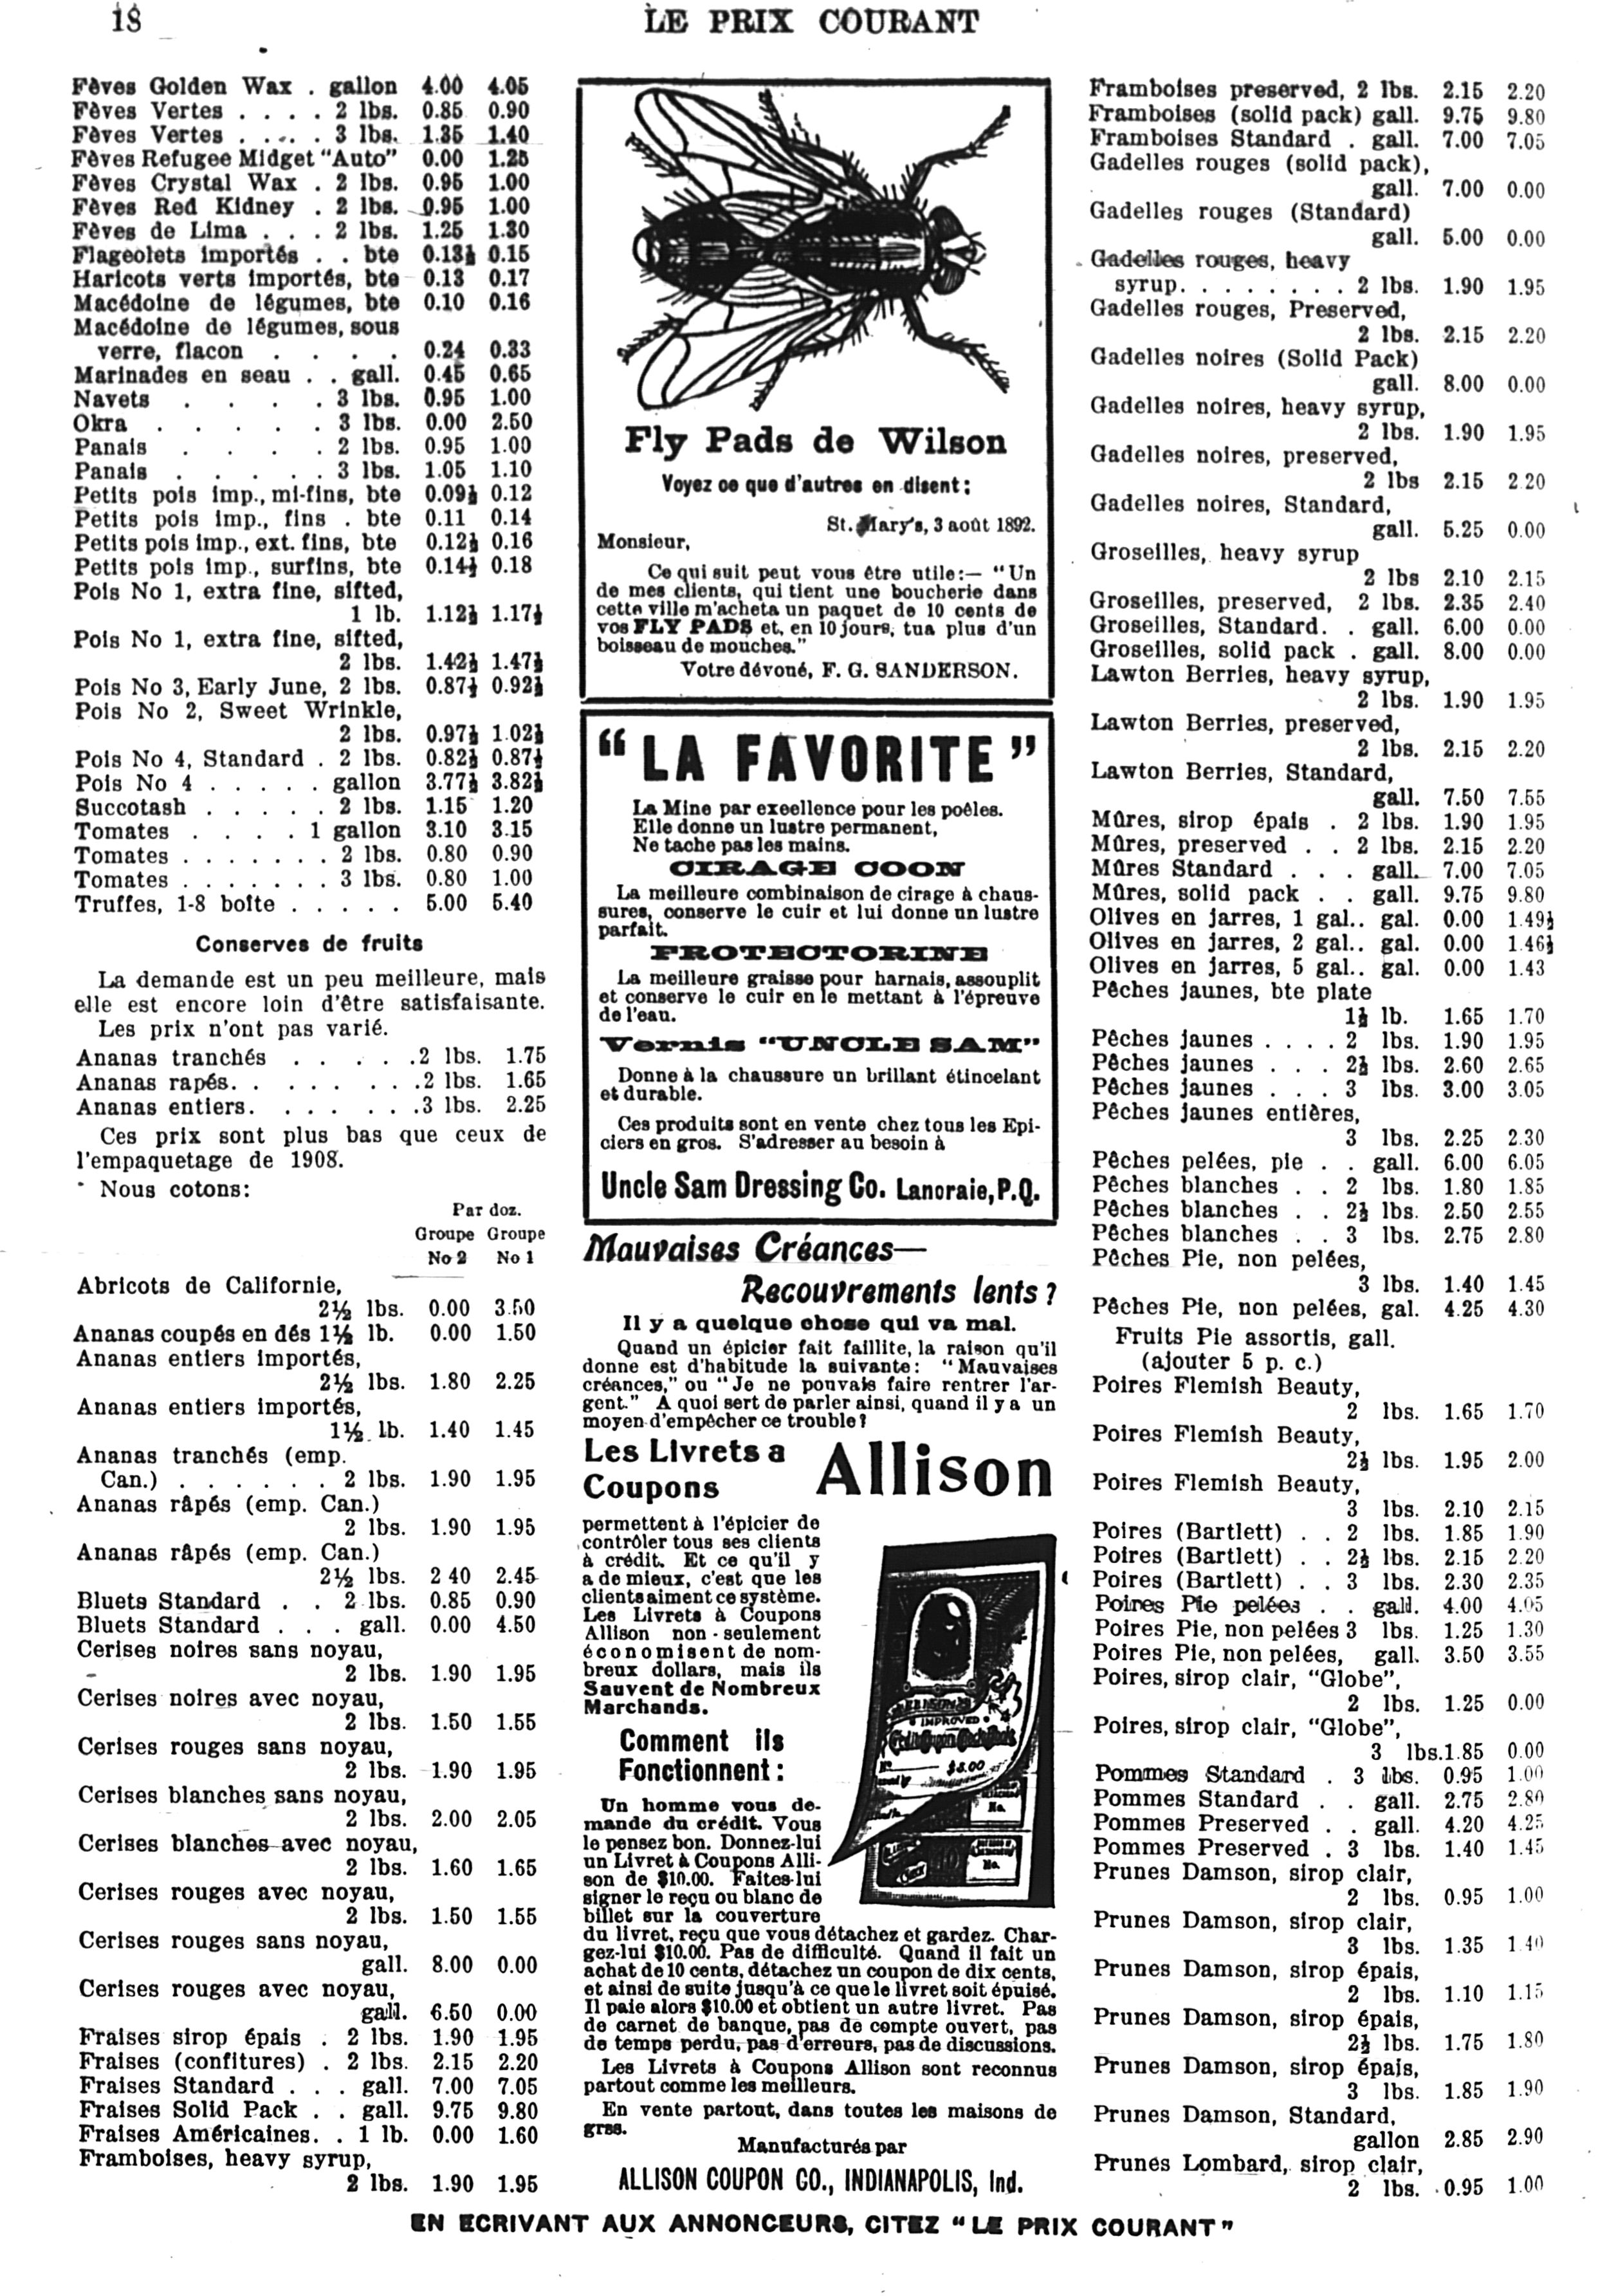 18
LE PRIX COURANT
Fèves Golden Wax . gallon 4.00 4.05
Fèves Vertes . . . . 2 lbs. 0.85 0.90
Fèves Vertes . . . . 3 lbs. 1.35 1.40
Fèves Refugee Midget "Auto" 0.00 1.25
Fèves Crystal Wax . 2 lbs. 0.95 1.00
Fèves Red Kidney . 2 lbs. 0.95 1.00
Fèves de Lima . . . 2 lbs. 1.25 1.30
Flageolets importés . . bte 0.13½ 0.15
Haricots verts importés, bte 0.13 0.17
Macédoine de légumes, bte 0.10 0.16
Macédoine de légumes, sous
verre, flacon . . . . 0.24 0.33
Marinades en seau . . gall. 0.45 0.65
Navets . . . . 3 lbs. 0.95 1.00
Okra . . . . . 3 lbs. 0.00 2.50
Panais . . . . 2 lbs. 0.95 1.00
Panais . . . . . 3 lbs. 1.05 1.10
Petits pois imp., mi-fins, bte 0.09½ 0.12
Petits pois imp., fins . bte 0.11 0.14
Petits pois imp., ext. fins, bte 0.12½ 0.16
Petits pois imp., surfins, bte 0.14½ 0.18
Pois No 1, extra fine, sifted,
1 lb. 1.12½ 1.17½
Pois No 1, extra fine, sifted,
2 lbs. 1.42½ 1.47½
Pois No 3, Early June, 2 lbs. 0.87½ 0.92½
Pois No 2, Sweet Wrinkle,
2 lbs. 0.97½ 1.02½
Pois No 4, Standard . 2 lbs. 0.82½ 0.87½
Pois No 4 . . . . . gallon 3.77½ 3.82½
Succotash . . . . . 2 lbs. 1.15 1.20
Tomates . . . . 1 gallon 3.10 3.15
Tomates . . . . . . . 2 lbs. 0.80 0.90
Tomates . . . . . . . 3 lbs. 0.80 1.00
Truffes, 1-8 boîte . . . . . 5.00 5.40
Conserves de fruits
La demande est un peu meilleure, mais
elle est encore loin d'être satisfaisante.
Les prix n'ont pas varié.
Ananas tranchés . . . . . .2 lbs. 1.75
Ananas rapés. . . . . . . .2 lbs. 1.65
Ananas entiers. . . . . . .3 lbs. 2.25
Ces prix sont plus bas que ceux de
l'empaquetage de 1908.
Nous cotons:
Par doz.
Groupe Groupe
No 2 No 1
Abricots de Californie,
2½ lbs. 0.00 3.50
Ananas coupés en dés 1½ lb. 0.00 1.50
Ananas entiers importés,
2½ lbs. 1.80 2.25
Ananas entiers importés,
1½ lb. 1.40 1.45
Ananas tranchés (emp.
Can.) . . . . . . 2 lbs. 1.90 1.95
Ananas râpés (emp. Can.)
2 lbs. 1.90 1.95
Ananas râpés (emp. Can.)
2½ lbs. 2 40 2.45
Bluets Standard . . 2 lbs. 0.85 0.90
Bluets Standard . . . gall. 0.00 4.50
Cerises noires sans noyau,
2 lbs. 1.90 1.95
Cerises noires avec noyau,
2 lbs. 1.50 1.55
Cerises rouges sans noyau,
2 lbs. 1.90 1.95
Cerises blanches sans noyau,
2 lbs. 2.00 2.05
Cerises blanches avec noyau,
2 lbs. 1.60 1.65
Cerises rouges avec noyau,
2 lbs. 1.50 1.55
Cerises rouges sans noyau,
gall. 8.00 0.00
Cerises rouges avec noyau,
gall. 6.50 0.00
Fraises sirop épais . 2 lbs. 1.90 1.95
Fraises (confitures) . 2 lbs. 2.15 2.20
Fraises Standard . . . gall. 7.00 7.05
Fraises Solid Pack . . gall. 9.75 9.80
Fraises Américaines. . 1 lb. 0.00 1.60
Framboises, heavy syrup,
2 lbs. 1.90 1.95
Fly Pads de Wilson
Voyez ce que d'autres en disent:
St. Mary's, 3 août 1892.
Monsieur,
Ce qui suit peut vous être utile:— "Un
de mes clients, qui tient une boucherie dans
cette ville m'acheta un paquet de 10 cents de
vos FLY PADS et, en 10 jours, tua plus d'un
boisseau de mouches."
Votre dévoué, F. G. SANDERSON.
"LA FAVORITE"
La Mine par exeellence pour les poêles.
Elle donne un lustre permanent,
Ne tache pas les mains.
CIRAGE COON
La meilleure combinaison de cirage à chaus-
sures, conserve le cuir et lui donne un lustre
parfait.
PROTECTORINE
La meilleure graisse pour harnais, assouplit
et conserve le cuir en le mettant à l'épreuve
de l'eau.
Vernis "UNCLE SAM"
Donne à la chaussure un brillant étincelant
et durable.
Ces produits sont en vente chez tous les Epi-
ciers en gros. S'adresser au besoin à
Uncle Sam Dressing Co. Lanoraie, P.Q.
Mauvaises Créances—
Recouvrements lents?
Il y a quelque chose qui va mal.
Quand un épicier fait faillite, la raison qu'il
donne est d'habitude la suivante: "Mauvaises
créances," ou "Je ne pouvais faire rentrer l'ar-
gent." A quoi sert de parler ainsi, quand il y a un
moyen d'empêcher ce trouble?
Les Livrets a
Coupons
Allison
permettent à l'épicier de
contrôler tous ses clients
à crédit. Et ce qu'il y
a de mieux, c'est que les
clients aiment ce système.
Les Livrets à Coupons
Allison non-seulement
économisent de nom-
breux dollars, mais ils
Sauvent de Nombreux
Marchands.
Comment ils
Fonctionnent:
Un homme vous de-
mande du crédit. Vous
le pensez bon. Donnez-lui
un Livret à Coupons Alli-
son de $10.00. Faites-lui
signer le reçu ou blanc de
billet sur la couverture
du livret, reçu que vous détachez et gardez. Char-
gez-lui $10.00. Pas de difficulté. Quand il fait un
achat de 10 cents, détachez un coupon de dix cents,
et ainsi de suite jusqu'à ce que le livret soit épuisé.
Il paie alors $10.00 et obtient un autre livret. Pas
de carnet de banque, pas de compte ouvert, pas
de temps perdu, pas d'erreurs, pas de discussions.
Les Livrets à Coupons Allison sont reconnus
partout comme les meilleurs.
En vente partout, dans toutes les maisons de
gros.
Manufacturés par
ALLISON COUPON CO., INDIANAPOLIS, Ind.
IMPROVED
$5.00
No.
No.
Framboises preserved, 2 lbs. 2.15 2.20
Framboises (solid pack) gall. 9.75 9.80
Framboises Standard . gall. 7.00 7.05
Gadelles rouges (solid pack),
gall. 7.00 0.00
Gadelles rouges (Standard)
gall. 5.00 0.00
Gadelles rouges, heavy
syrup. . . . . . . . 2 lbs. 1.90 1.95
Gadelles rouges, Preserved,
2 lbs. 2.15 2.20
Gadelles noires (Solid Pack)
gall. 8.00 0.00
Gadelles noires, heavy syrup,
2 lbs. 1.90 1.95
Gadelles noires, preserved,
2 lbs 2.15 2 20
Gadelles noires, Standard,
gall. 5.25 0.00
Groseilles, heavy syrup
2 lbs 2.10 2.15
Groseilles, preserved, 2 lbs. 2.35 2.40
Groseilles, Standard. . gall. 6.00 0.00
Groseilles, solid pack . gall. 8.00 0.00
Lawton Berries, heavy syrup,
2 lbs. 1.90 1.95
Lawton Berries, preserved,
2 lbs. 2.15 2.20
Lawton Berries, Standard,
gall. 7.50 7.55
Mûres, sirop épais . 2 lbs. 1.90 1.95
Mûres, preserved . . 2 lbs. 2.15 2.20
Mûres Standard . . . gall. 7.00 7.05
Mûres, solid pack . . gall. 9.75 9.80
Olives en jarres, 1 gal.. gal. 0.00 1.49½
Olives en jarres, 2 gal.. gal. 0.00 1.46½
Olives en jarres, 5 gal.. gal. 0.00 1.43
Pêches jaunes, bte plate
1½ lb. 1.65 1.70
Pêches jaunes . . . . 2 lbs. 1.90 1.95
Pêches jaunes . . . 2½ lbs. 2.60 2.65
Pêches jaunes . . . 3 lbs. 3.00 3.05
Pêches jaunes entières,
3 lbs. 2.25 2.30
Pêches pelées, pie . . gall. 6.00 6.05
Pêches blanches . . 2 lbs. 1.80 1.85
Pêches blanches . . 2½ lbs. 2.50 2.55
Pêches blanches . . 3 lbs. 2.75 2.80
Pêches Pie, non pelées,
3 lbs. 1.40 1.45
Pêches Pie, non pelées, gal. 4.25 4.30
Fruits Pie assortis, gall.
(ajouter 5 p. c.)
Poires Flemish Beauty,
2 lbs. 1.65 1.70
Poires Flemish Beauty,
2½ lbs. 1.95 2.00
Poires Flemish Beauty,
3 lbs. 2.10 2.15
Poires (Bartlett) . . 2 lbs. 1.85 1.90
Poires (Bartlett) . . 2½ lbs. 2.15 2.20
Poires (Bartlett) . . 3 lbs. 2.30 2.35
Poires Pie pelées . . gall. 4.00 4.05
Poires Pie, non pelées 3 lbs. 1.25 1.30
Poires Pie, non pelées, gall. 3.50 3.55
Poires, sirop clair, "Globe",
2 lbs. 1.25 0.00
Poires, sirop clair, "Globe",
3 lbs.1.85 0.00
Pommes Standard . 3 lbs. 0.95 1.00
Pommes Standard . . gall. 2.75 2.80
Pommes Preserved . . gall. 4.20 4.25
Pommes Preserved . 3 lbs. 1.40 1.45
Prunes Damson, sirop clair,
2 lbs. 0.95 1.00
Prunes Damson, sirop clair,
3 lbs. 1.35 1.40
Prunes Damson, sirop épais,
2 lbs. 1.10 1.15
Prunes Damson, sirop épais,
2½ lbs. 1.75 1.80
Prunes Damson, sirop épais,
3 lbs. 1.85 1.90
Prunes Damson, Standard,
gallon 2.85 2.90
Prunes Lombard, sirop clair,
2 lbs. 0.95 1.00
EN ECRIVANT AUX ANNONCEURS, CITEZ "LE PRIX COURANT"